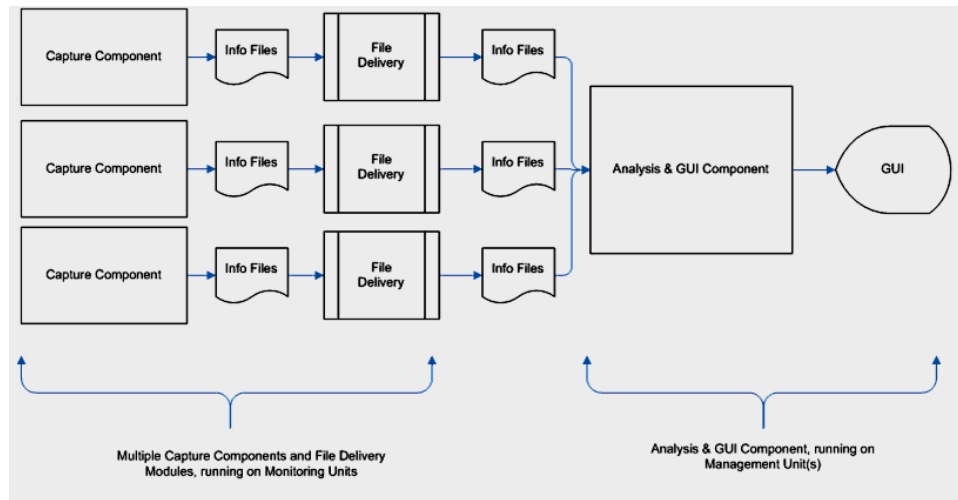 Capture Component
Info Files
File
Delivery
Info Files
Capture Component
Info Files
File
Delivery
Info Files
Analysis & GUI Component
GUI
Capture Component
Info Files
File
Delivery
Info Files
Multiple Capture Components and File Delivery
Modules, running on Monitoring Units
Analysis & GUI Component, running on
Management Unit(s)